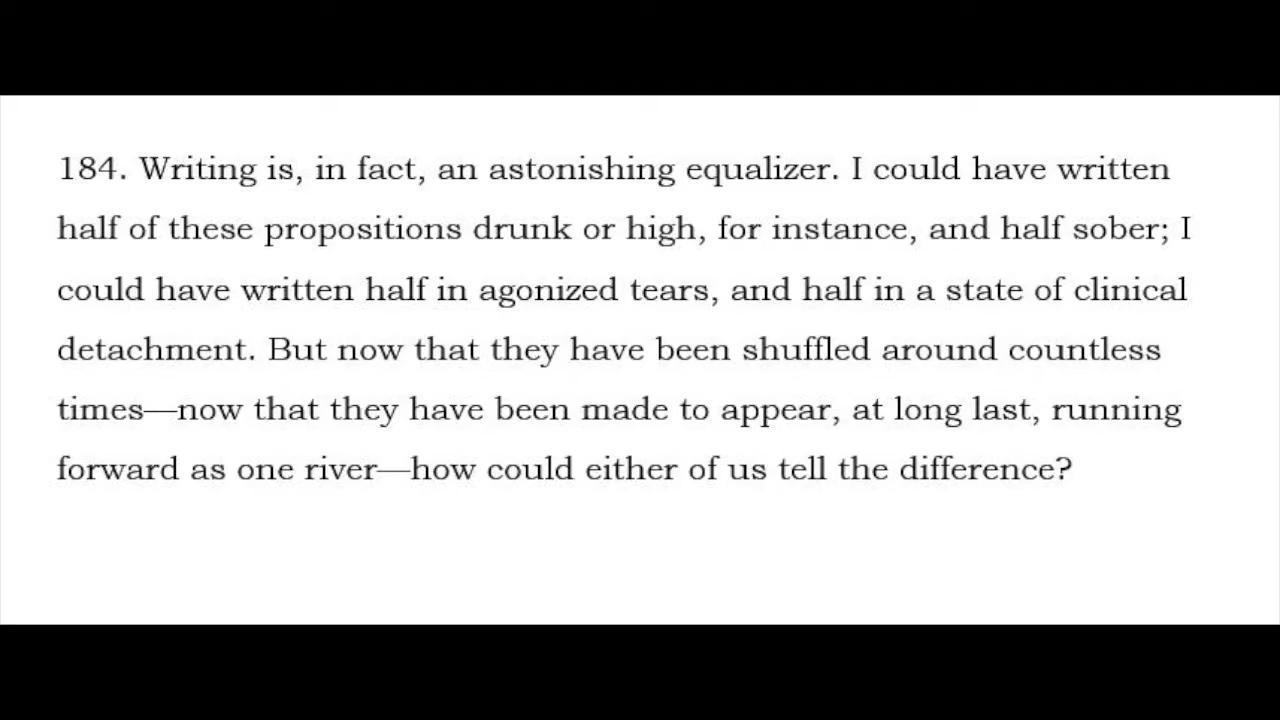 184. Writing is, in fact, an astonishing equalizer. I could have written
half of these propositions drunk or high, for instance, and half sober; I
could have written half in agonized tears, and half in a state of clinical
detachment. But now that they have been shuffled around countless
times—now that they have been made to appear, at long last, running
forward as one river—how could either of us tell the difference?